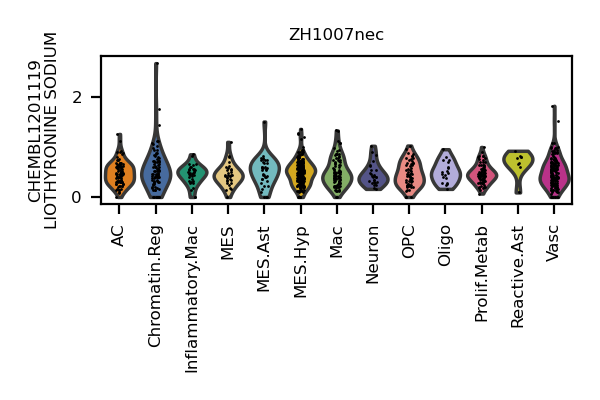 ZH1007nec
CHEMBL1201119
LIOTHYRONINE SODIUM
2
0
AC
Chromatin.Reg
Inflammatory.Mac
MES
MES.Ast
MES.Hyp
Mac
Neuron
OPC
Oligo
Prolif.Metab
Reactive.Ast
Vasc